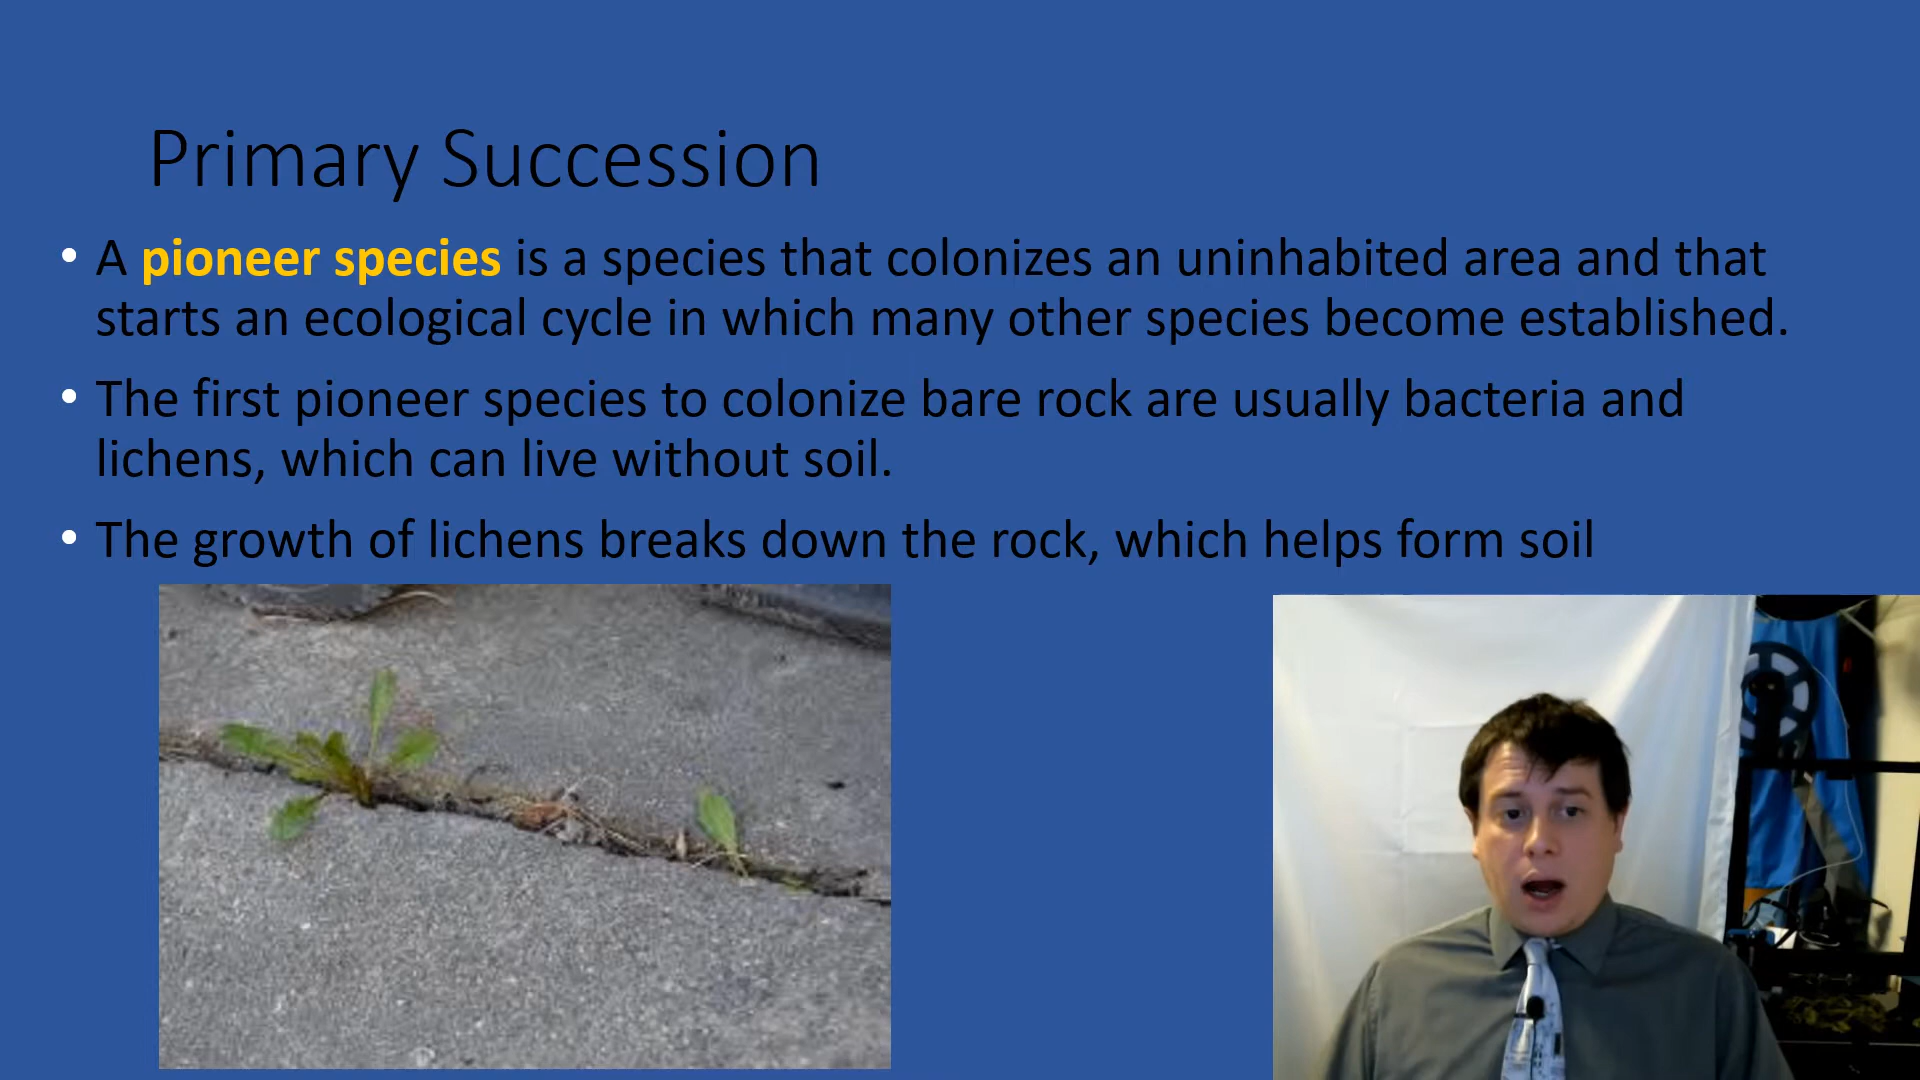 Primary Succession
• A pioneer species is a species that colonizes an uninhabited area and that
starts an ecological cycle in which many other species become established.
• The first pioneer species to colonize bare rock are usually bacteria and
lichens, which can live without soil.
• The growth of lichens breaks down the rock, which helps form soil